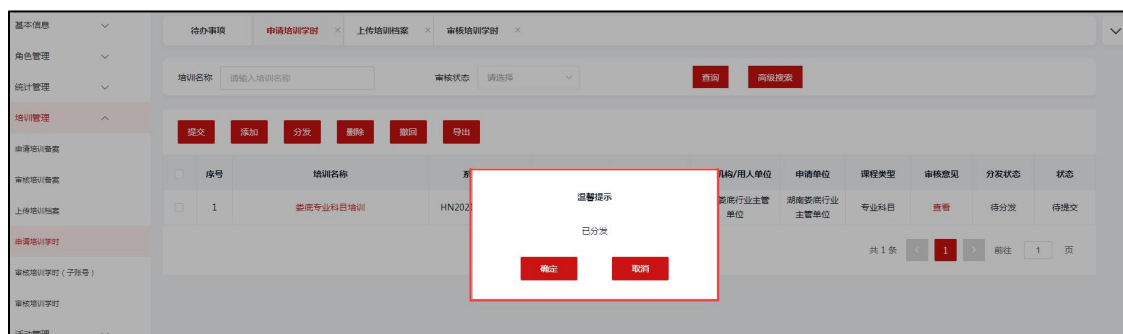 基本信息
待办事项
申请培训学时 ×
上传培训档案 ×
审核培训学时 ×
角色管理
培训名称 请输入培训名称
审核状态 请选择
查询
高级搜索
统计管理
培训管理
提交
添加
分发
删除
撤回
导出
申请培训备案
审核培训备案
上传培训档案
申请培训学时
审核培训学时（子账号）
审核培训学时
活动管理
序号
培训名称
机构/用人单位
申请单位
课程类型
审核意见
分发状态
状态
1
娄底专业科目培训
HN202
娄底行业主管
单位
湖南娄底行业
主管单位
专业科目
查看
待分发
待提交
共 1 条
<
1
>
前往 1 页
温馨提示
已分发
确定
取消